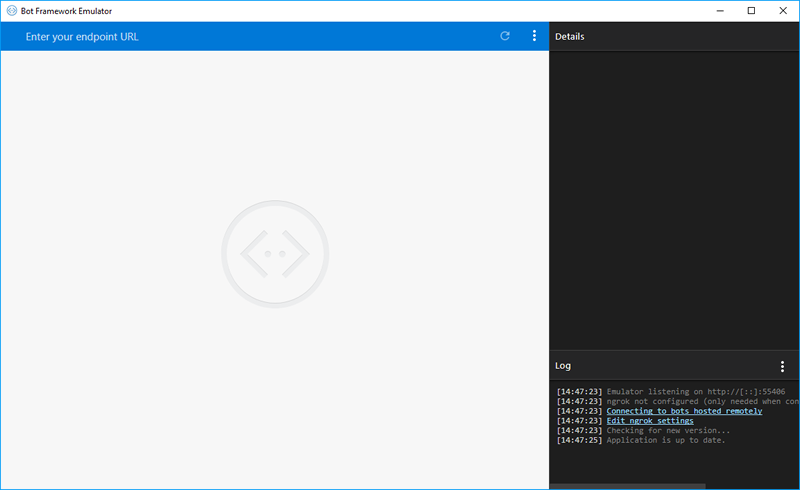 Bot Framework Emulator
Enter your endpoint URL
Details
Log
[14:47:23] Emulator listening on http://[::]:55406
[14:47:23] ngrok not configured (only needed when con
[14:47:23] Connecting to bots hosted remotely
[14:47:23] Edit ngrok settings
[14:47:23] Checking for new version...
[14:47:25] Application is up to date.